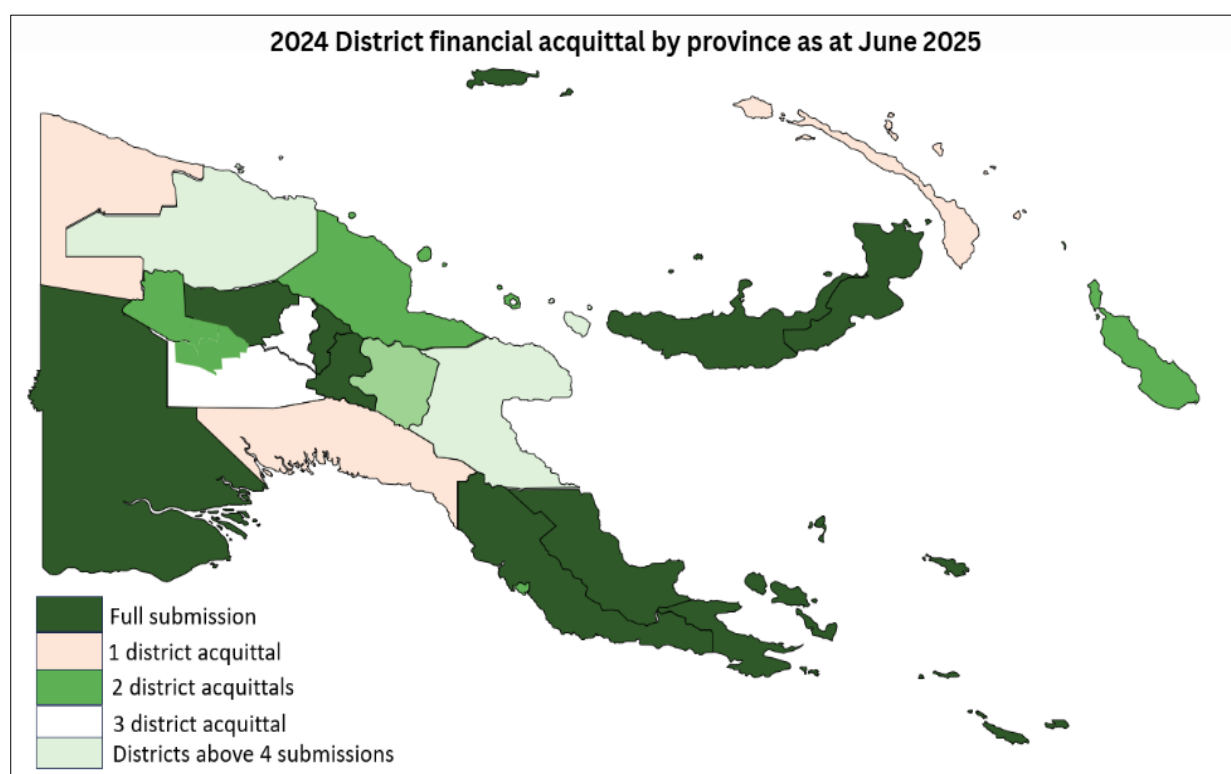 2024 District financial acquittal by province as at June 2025
Full submission
1 district acquittal
2 district acquittals
3 district acquittal
Districts above 4 submissions